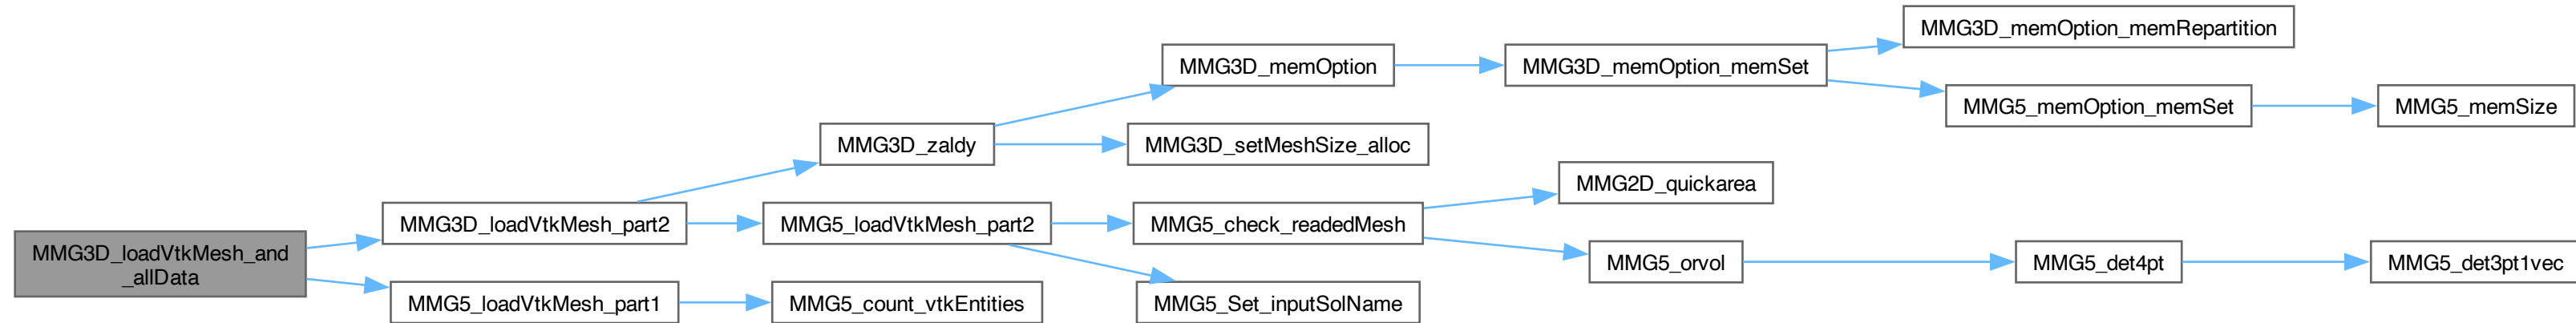 MMG3D_loadVtkMesh_and
_allData
MMG3D_loadVtkMesh_part2
MMG3D_zaldy
MMG3D_memOption
MMG3D_memOption_memSet
MMG3D_memOption_memRepartition
MMG5_memOption_memSet
MMG5_memSize
MMG3D_setMeshSize_alloc
MMG5_loadVtkMesh_part2
MMG5_check_readedMesh
MMG2D_quickarea
MMG5_orvol
MMG5_det4pt
MMG5_det3pt1vec
MMG5_Set_inputSolName
MMG5_loadVtkMesh_part1
MMG5_count_vtkEntities